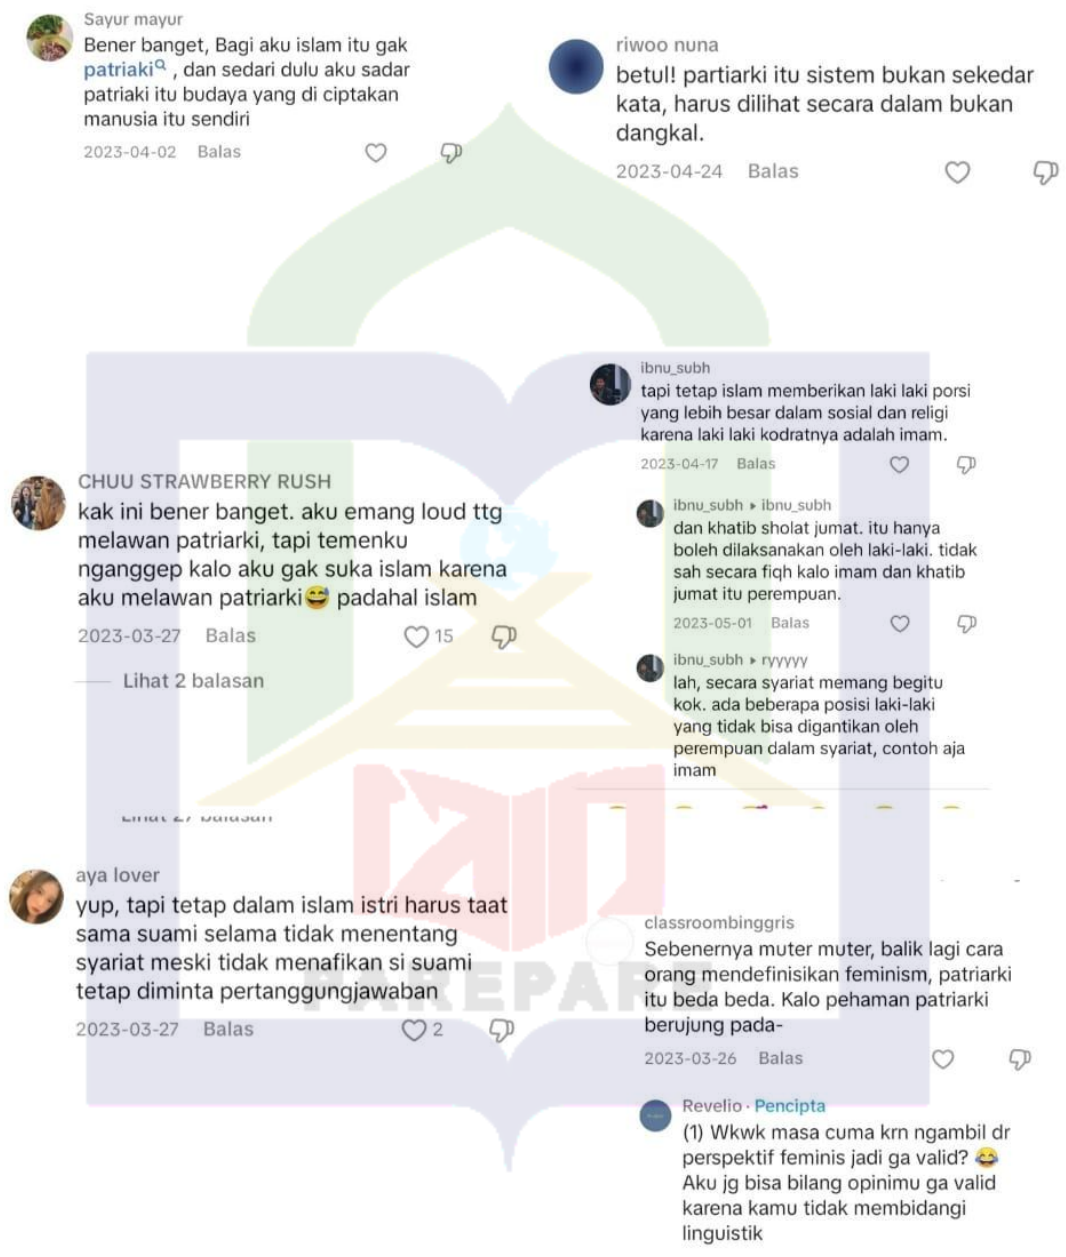 Sayur mayur
Bener banget, Bagi aku islam itu gak
patriaki , dan sedari dulu aku sadar
patriaki itu budaya yang di ciptakan
manusia itu sendiri
2023-04-02 Balas
riwoo nuna
betul! partiarki itu sistem bukan sekedar
kata, harus dilihat secara dalam bukan
dangkal.
2023-04-24 Balas
CHUU STRAWBERRY RUSH
kak ini bener banget. aku emang loud ttg
melawan patriarki, tapi temenku
nganggep kalo aku gak suka islam karena
aku melawan patriarki😅 padahal islam
2023-03-27 Balas 15
Lihat 2 balasan
ibnu_subh
tapi tetap islam memberikan laki laki porsi
yang lebih besar dalam sosial dan religi
karena laki laki kodratnya adalah imam.
2023-04-17 Balas
ibnu_subh ▸ ibnu_subh
dan khatib sholat jumat. itu hanya
boleh dilaksanakan oleh laki-laki. tidak
sah secara fiqh kalo imam dan khatib
jumat itu perempuan.
2023-05-01 Balas
ibnu_subh ▸ ryyyyy
lah, secara syariat memang begitu
kok. ada beberapa posisi laki-laki
yang tidak bisa digantikan oleh
perempuan dalam syariat, contoh aja
imam
aya lover
yup, tapi tetap dalam islam istri harus taat
sama suami selama tidak menentang
syariat meski tidak menafikan si suami
tetap diminta pertanggungjawaban
2023-03-27 Balas 2
classroombinggris
Sebenernya muter muter, balik lagi cara
orang mendefinisikan feminism, patriarki
itu beda beda. Kalo pehaman patriarki
berujung pada-
2023-03-26 Balas
Revelio · Pencipta
(1) Wkwk masa cuma krn ngambil dr
perspektif feminis jadi ga valid? 😂
Aku jg bisa bilang opinimu ga valid
karena kamu tidak membidangi
linguistik
PAREPARE